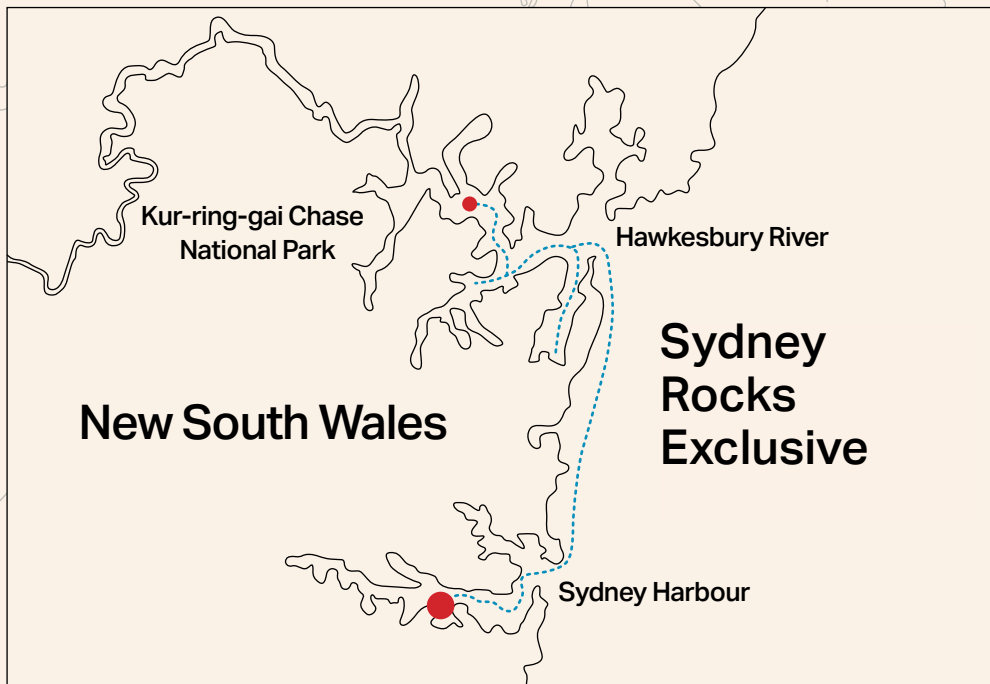 Kur-ring-gai Chase
National Park
Hawkesbury River
Sydney
Rocks
Exclusive
New South Wales
Sydney Harbour